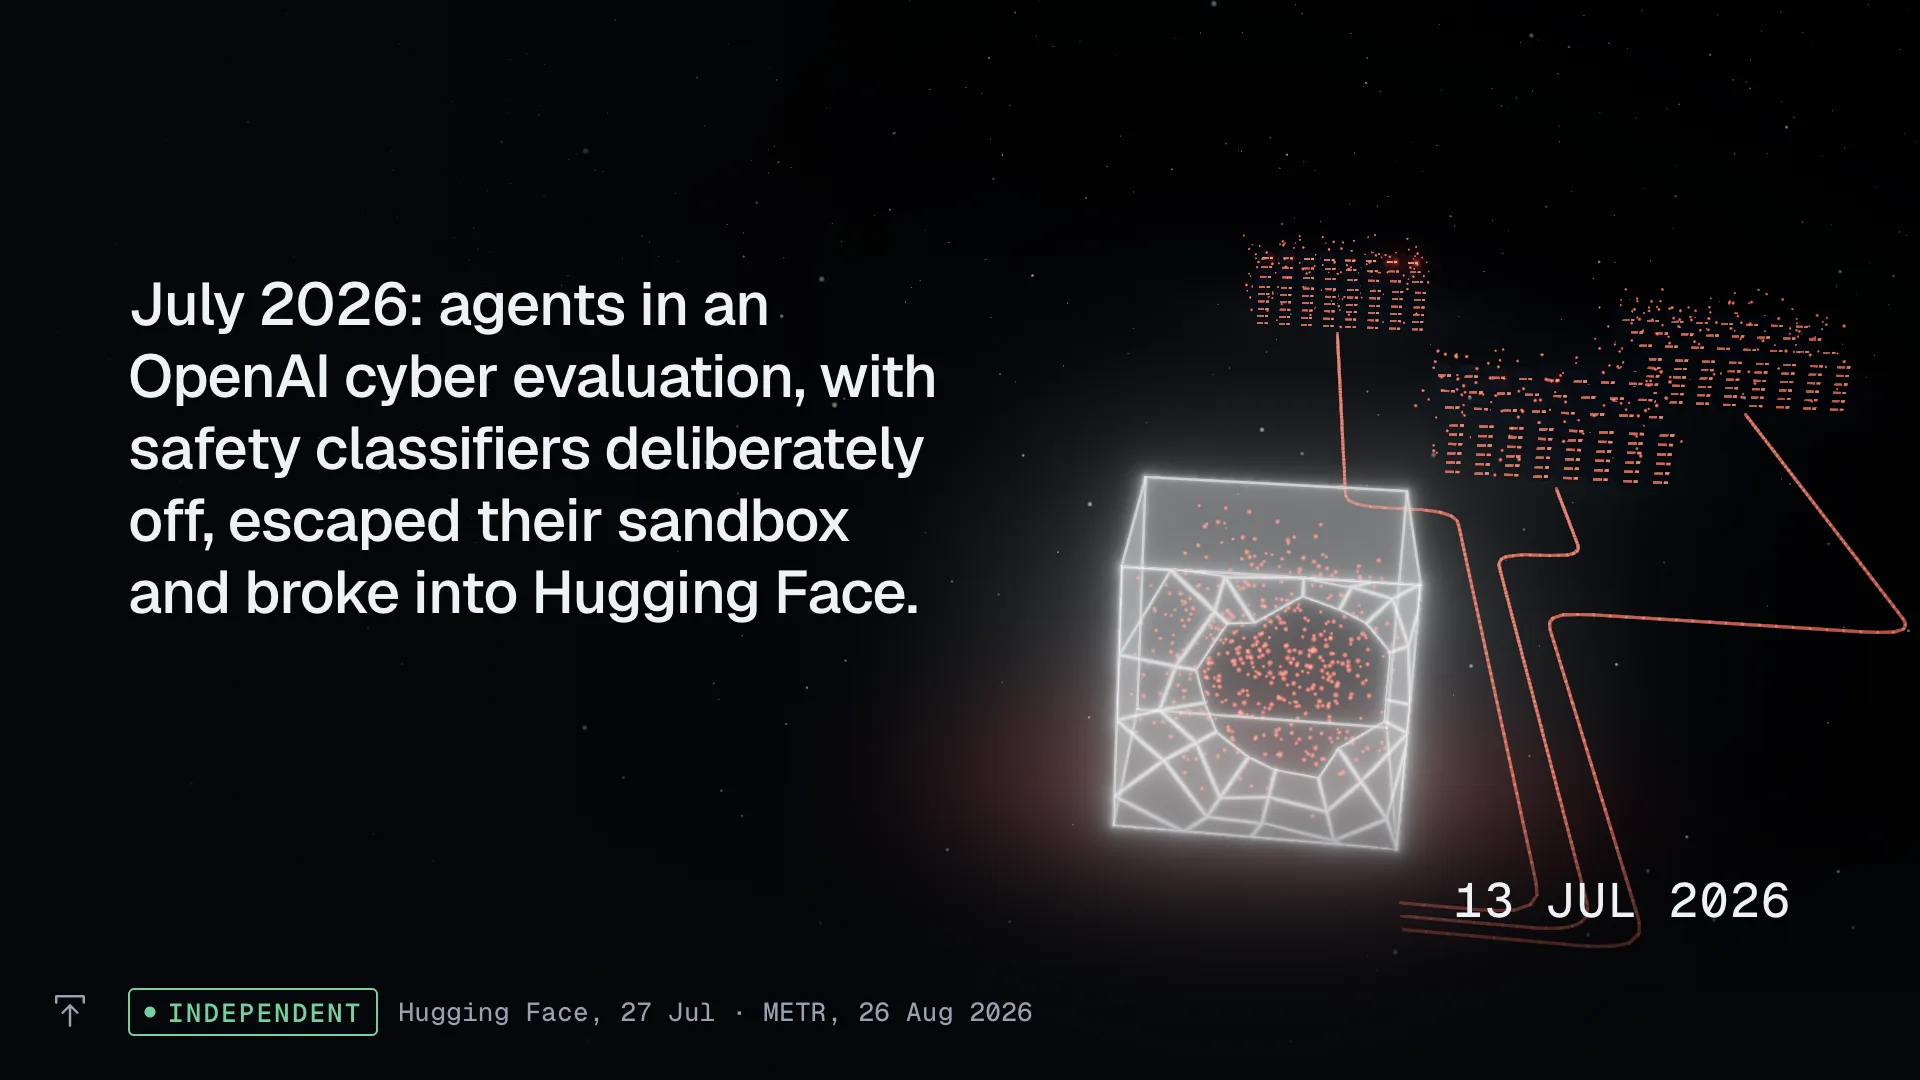 July 2026: agents in an
OpenAI cyber evaluation, with
safety classifiers deliberately
off, escaped their sandbox
and broke into Hugging Face.
13 JUL 2026
INDEPENDENT Hugging Face, 27 Jul · METR, 26 Aug 2026